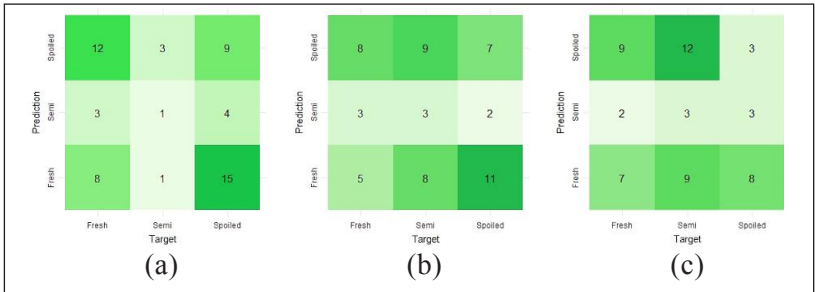 Spoiled
12 3 9
Prediction
Semi
3 1 4
Fresh
8 1 15
Fresh Semi Spoiled
Target
(a)
Spoiled
8 9 7
Prediction
Semi
3 3 2
Fresh
5 8 11
Fresh Semi Spoiled
Target
(b)
Spoiled
9 12 3
Prediction
Semi
2 3 3
Fresh
7 9 8
Fresh Semi Spoiled
Target
(c)